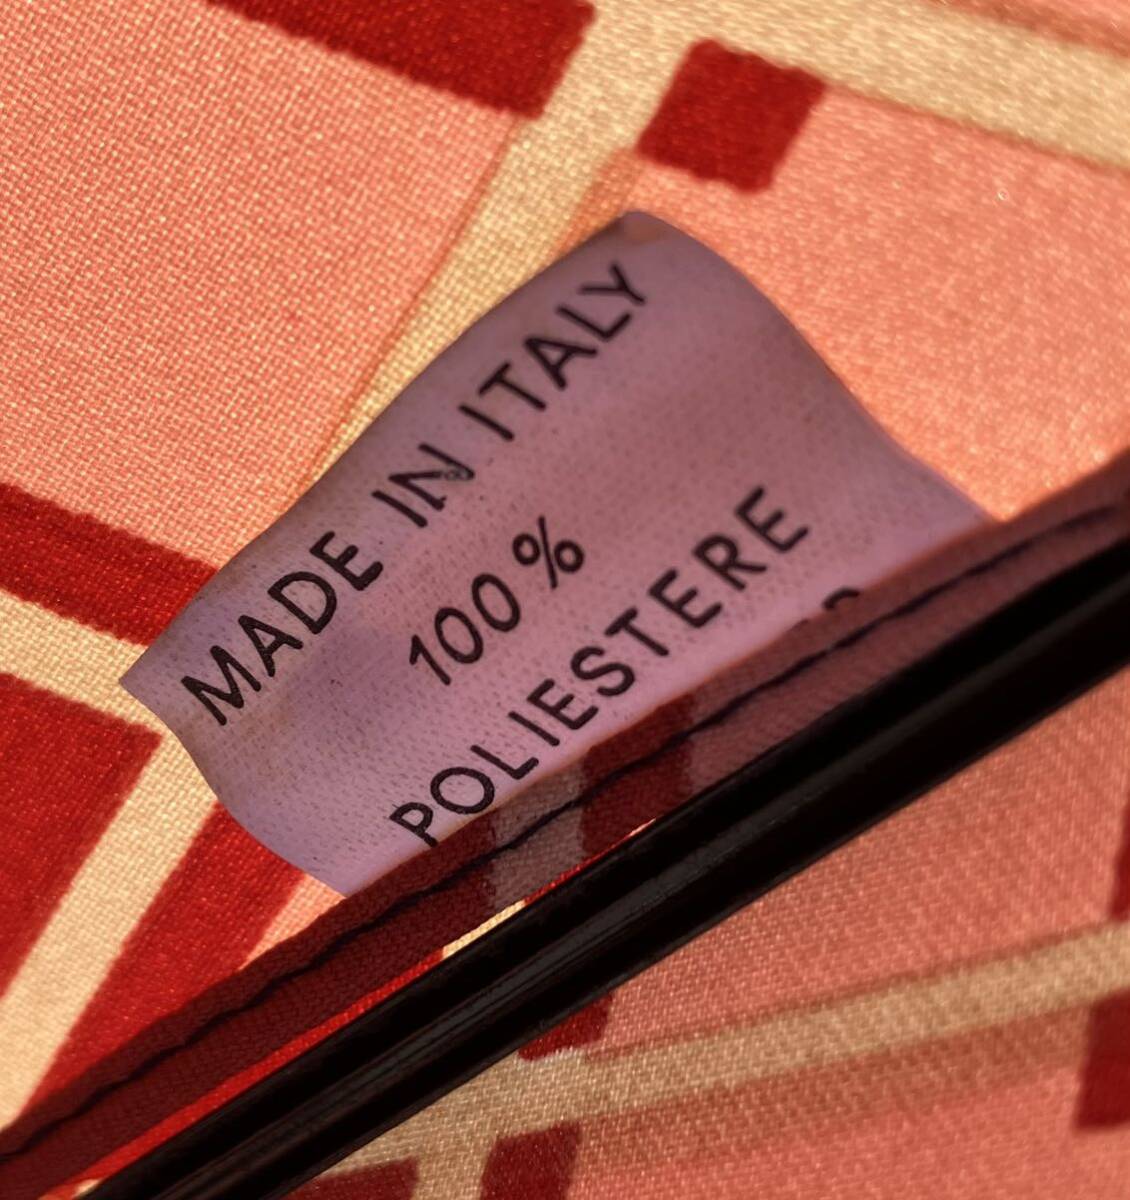 MADE IN ITALY
100%
POLIESTERE